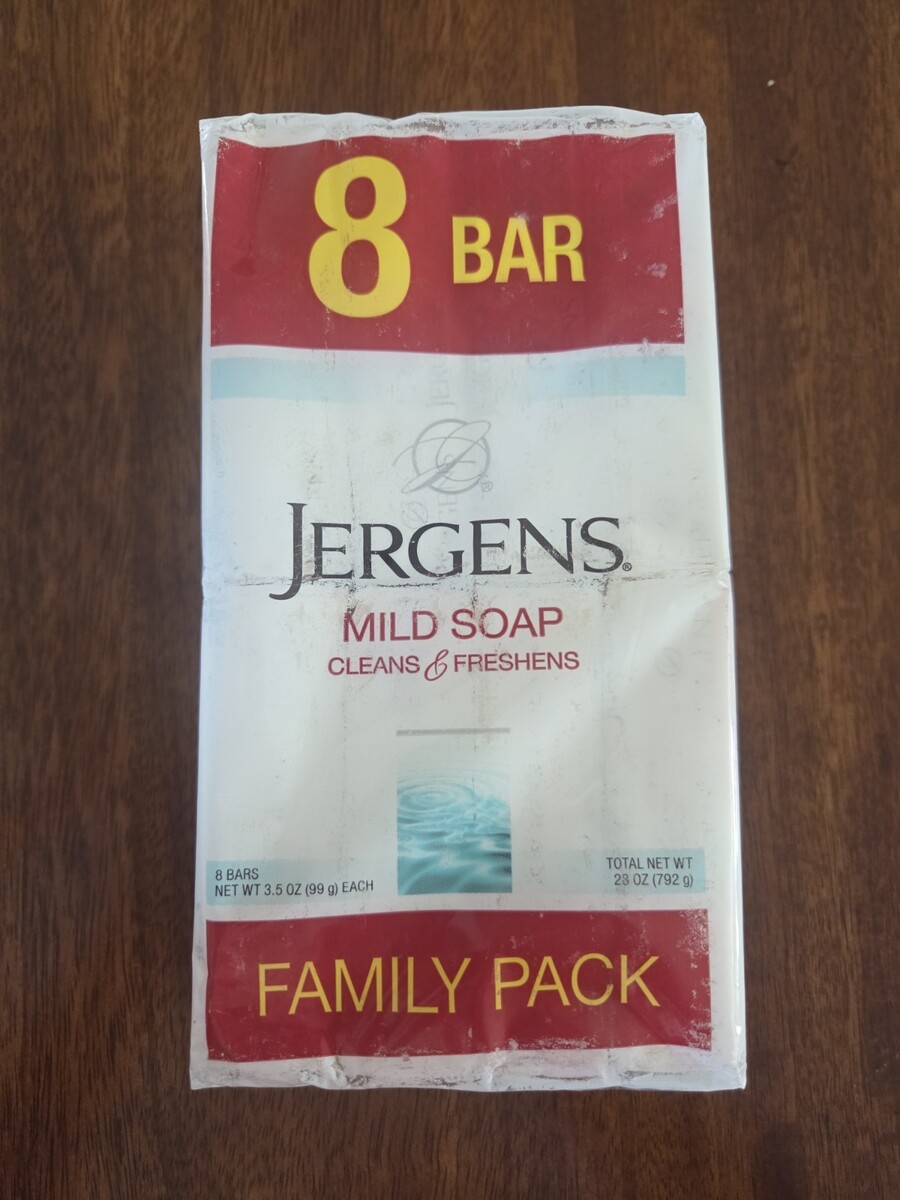 8 BAR
JERGENS®
MILD SOAP
CLEANS & FRESHENS
8 BARS
NET WT 3.5 OZ (99 g) EACH
TOTAL NET WT
28 OZ (792 g)
FAMILY PACK